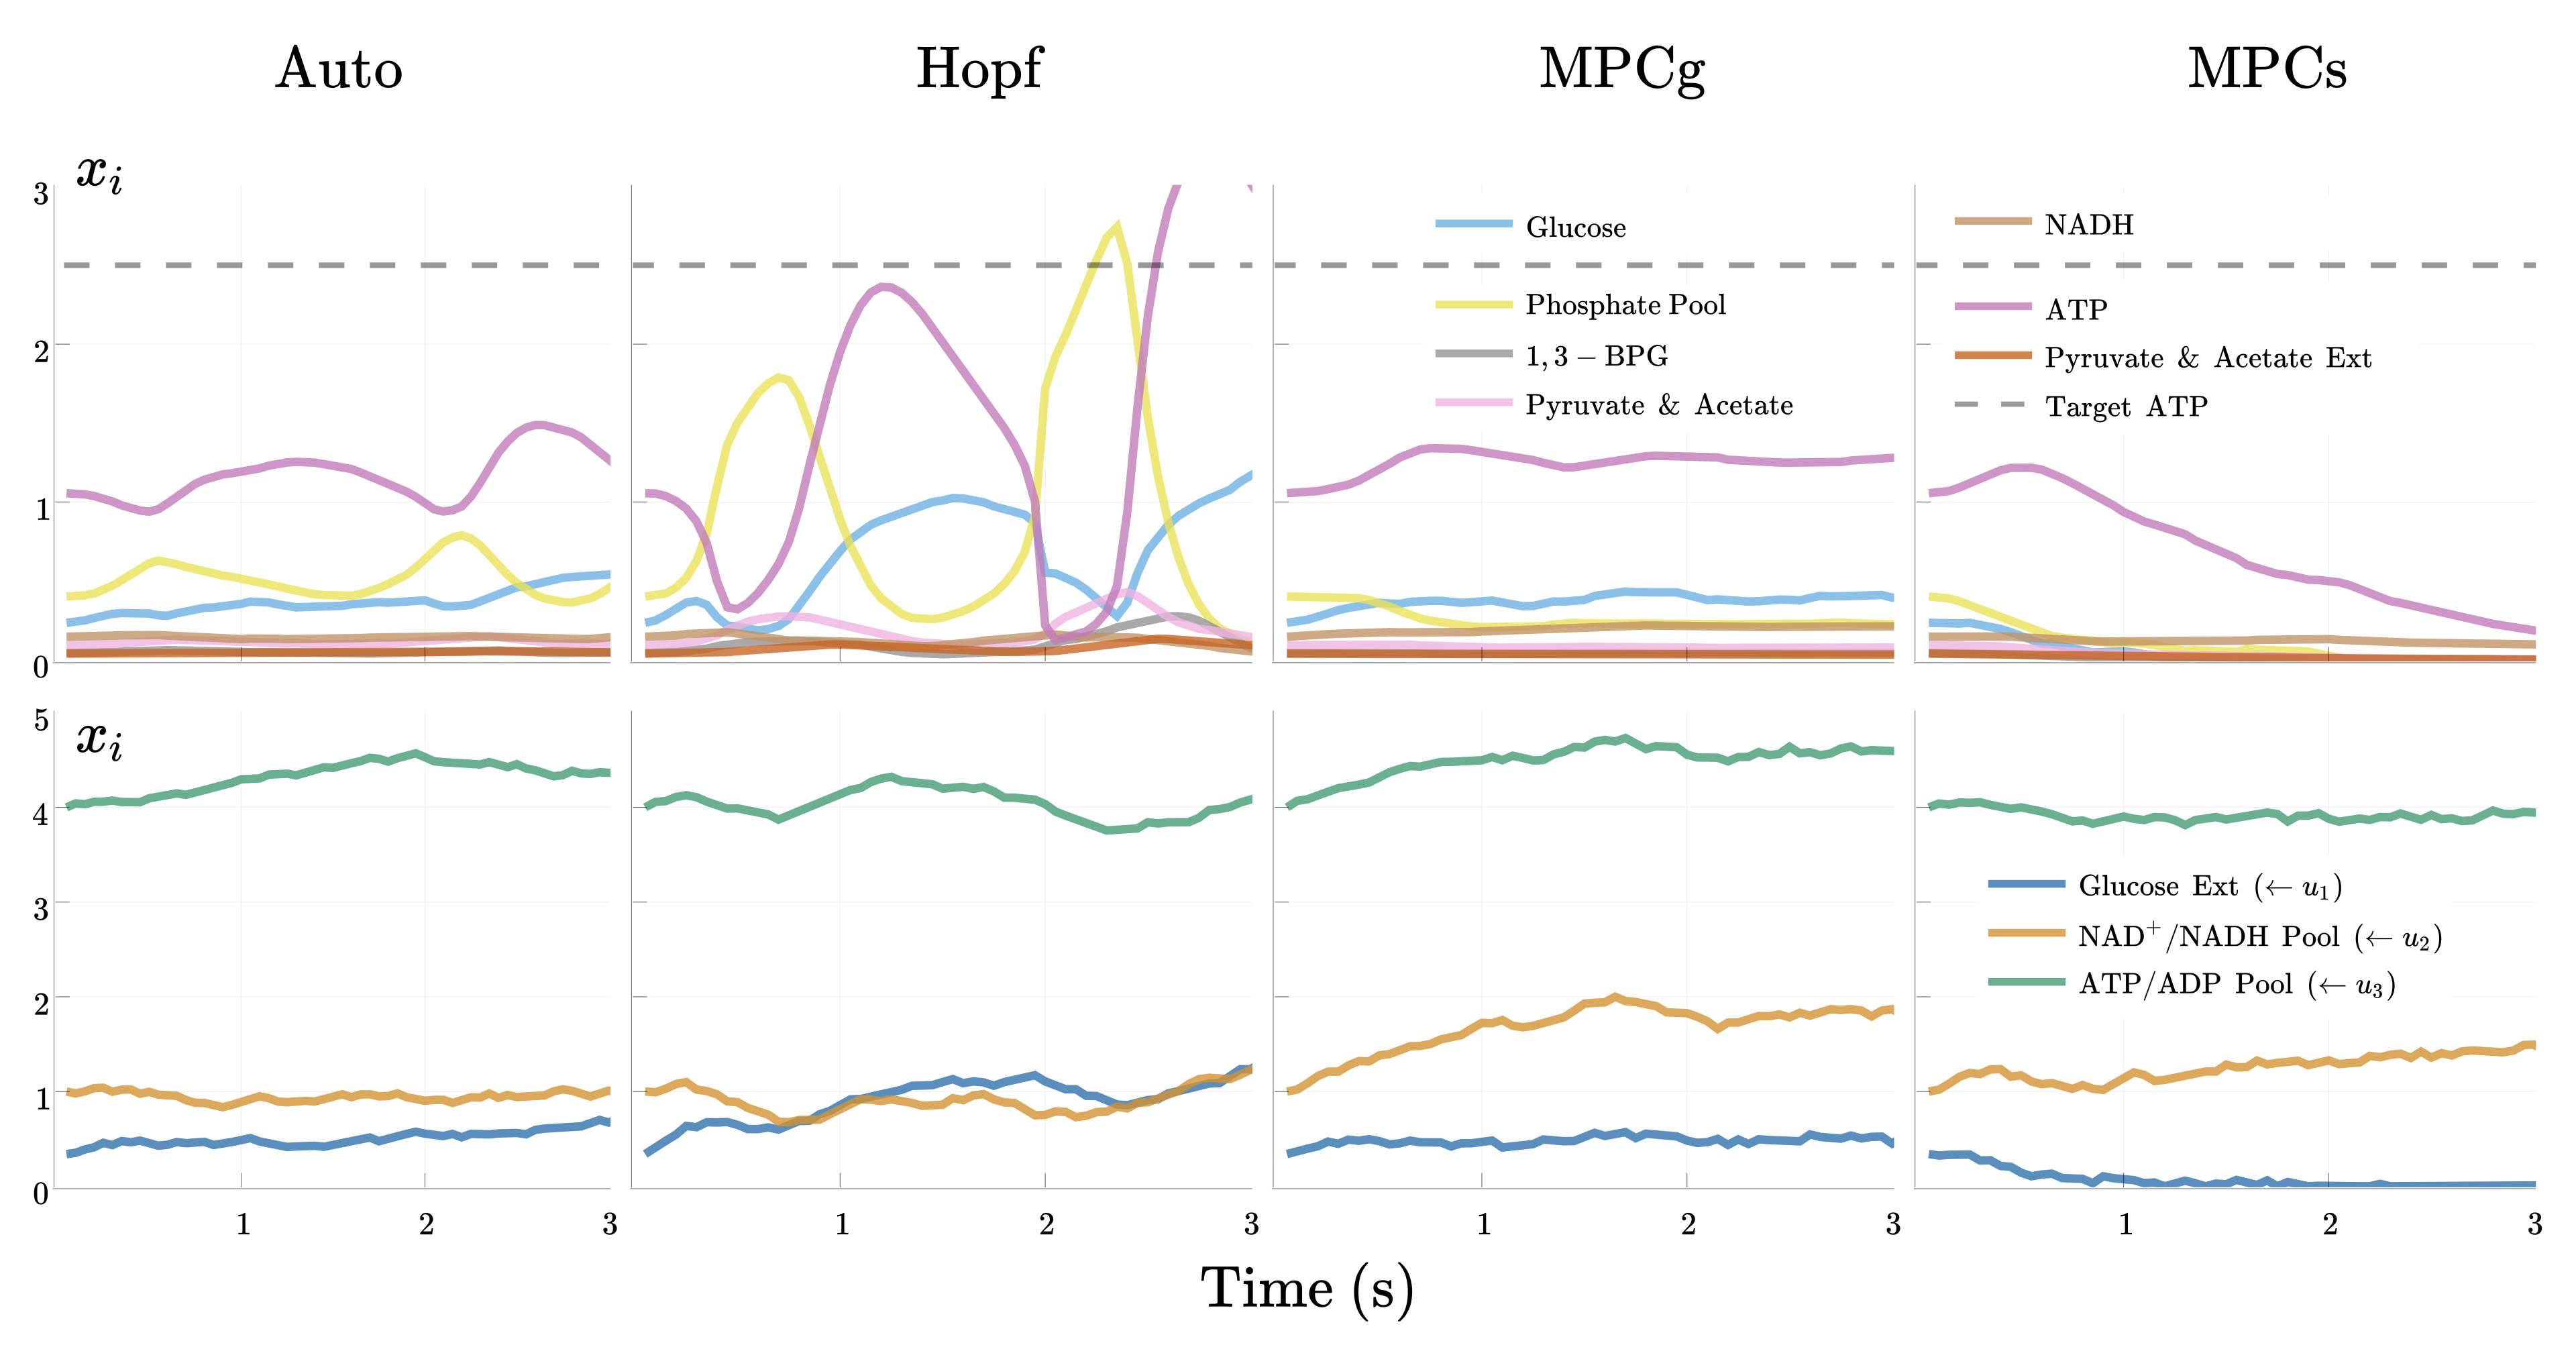 Auto Hopf MPCg MPCs
xᵢ
3
2
1
0
Glucose
Phosphate Pool
1,3 − BPG
Pyruvate & Acetate
NADH
ATP
Pyruvate & Acetate Ext
Target ATP
xᵢ
5
4
3
2
1
0
Glucose Ext (← u₁)
NAD⁺/NADH Pool (← u₂)
ATP/ADP Pool (← u₃)
1 2 3 1 2 3 1 2 3 1 2 3
Time (s)